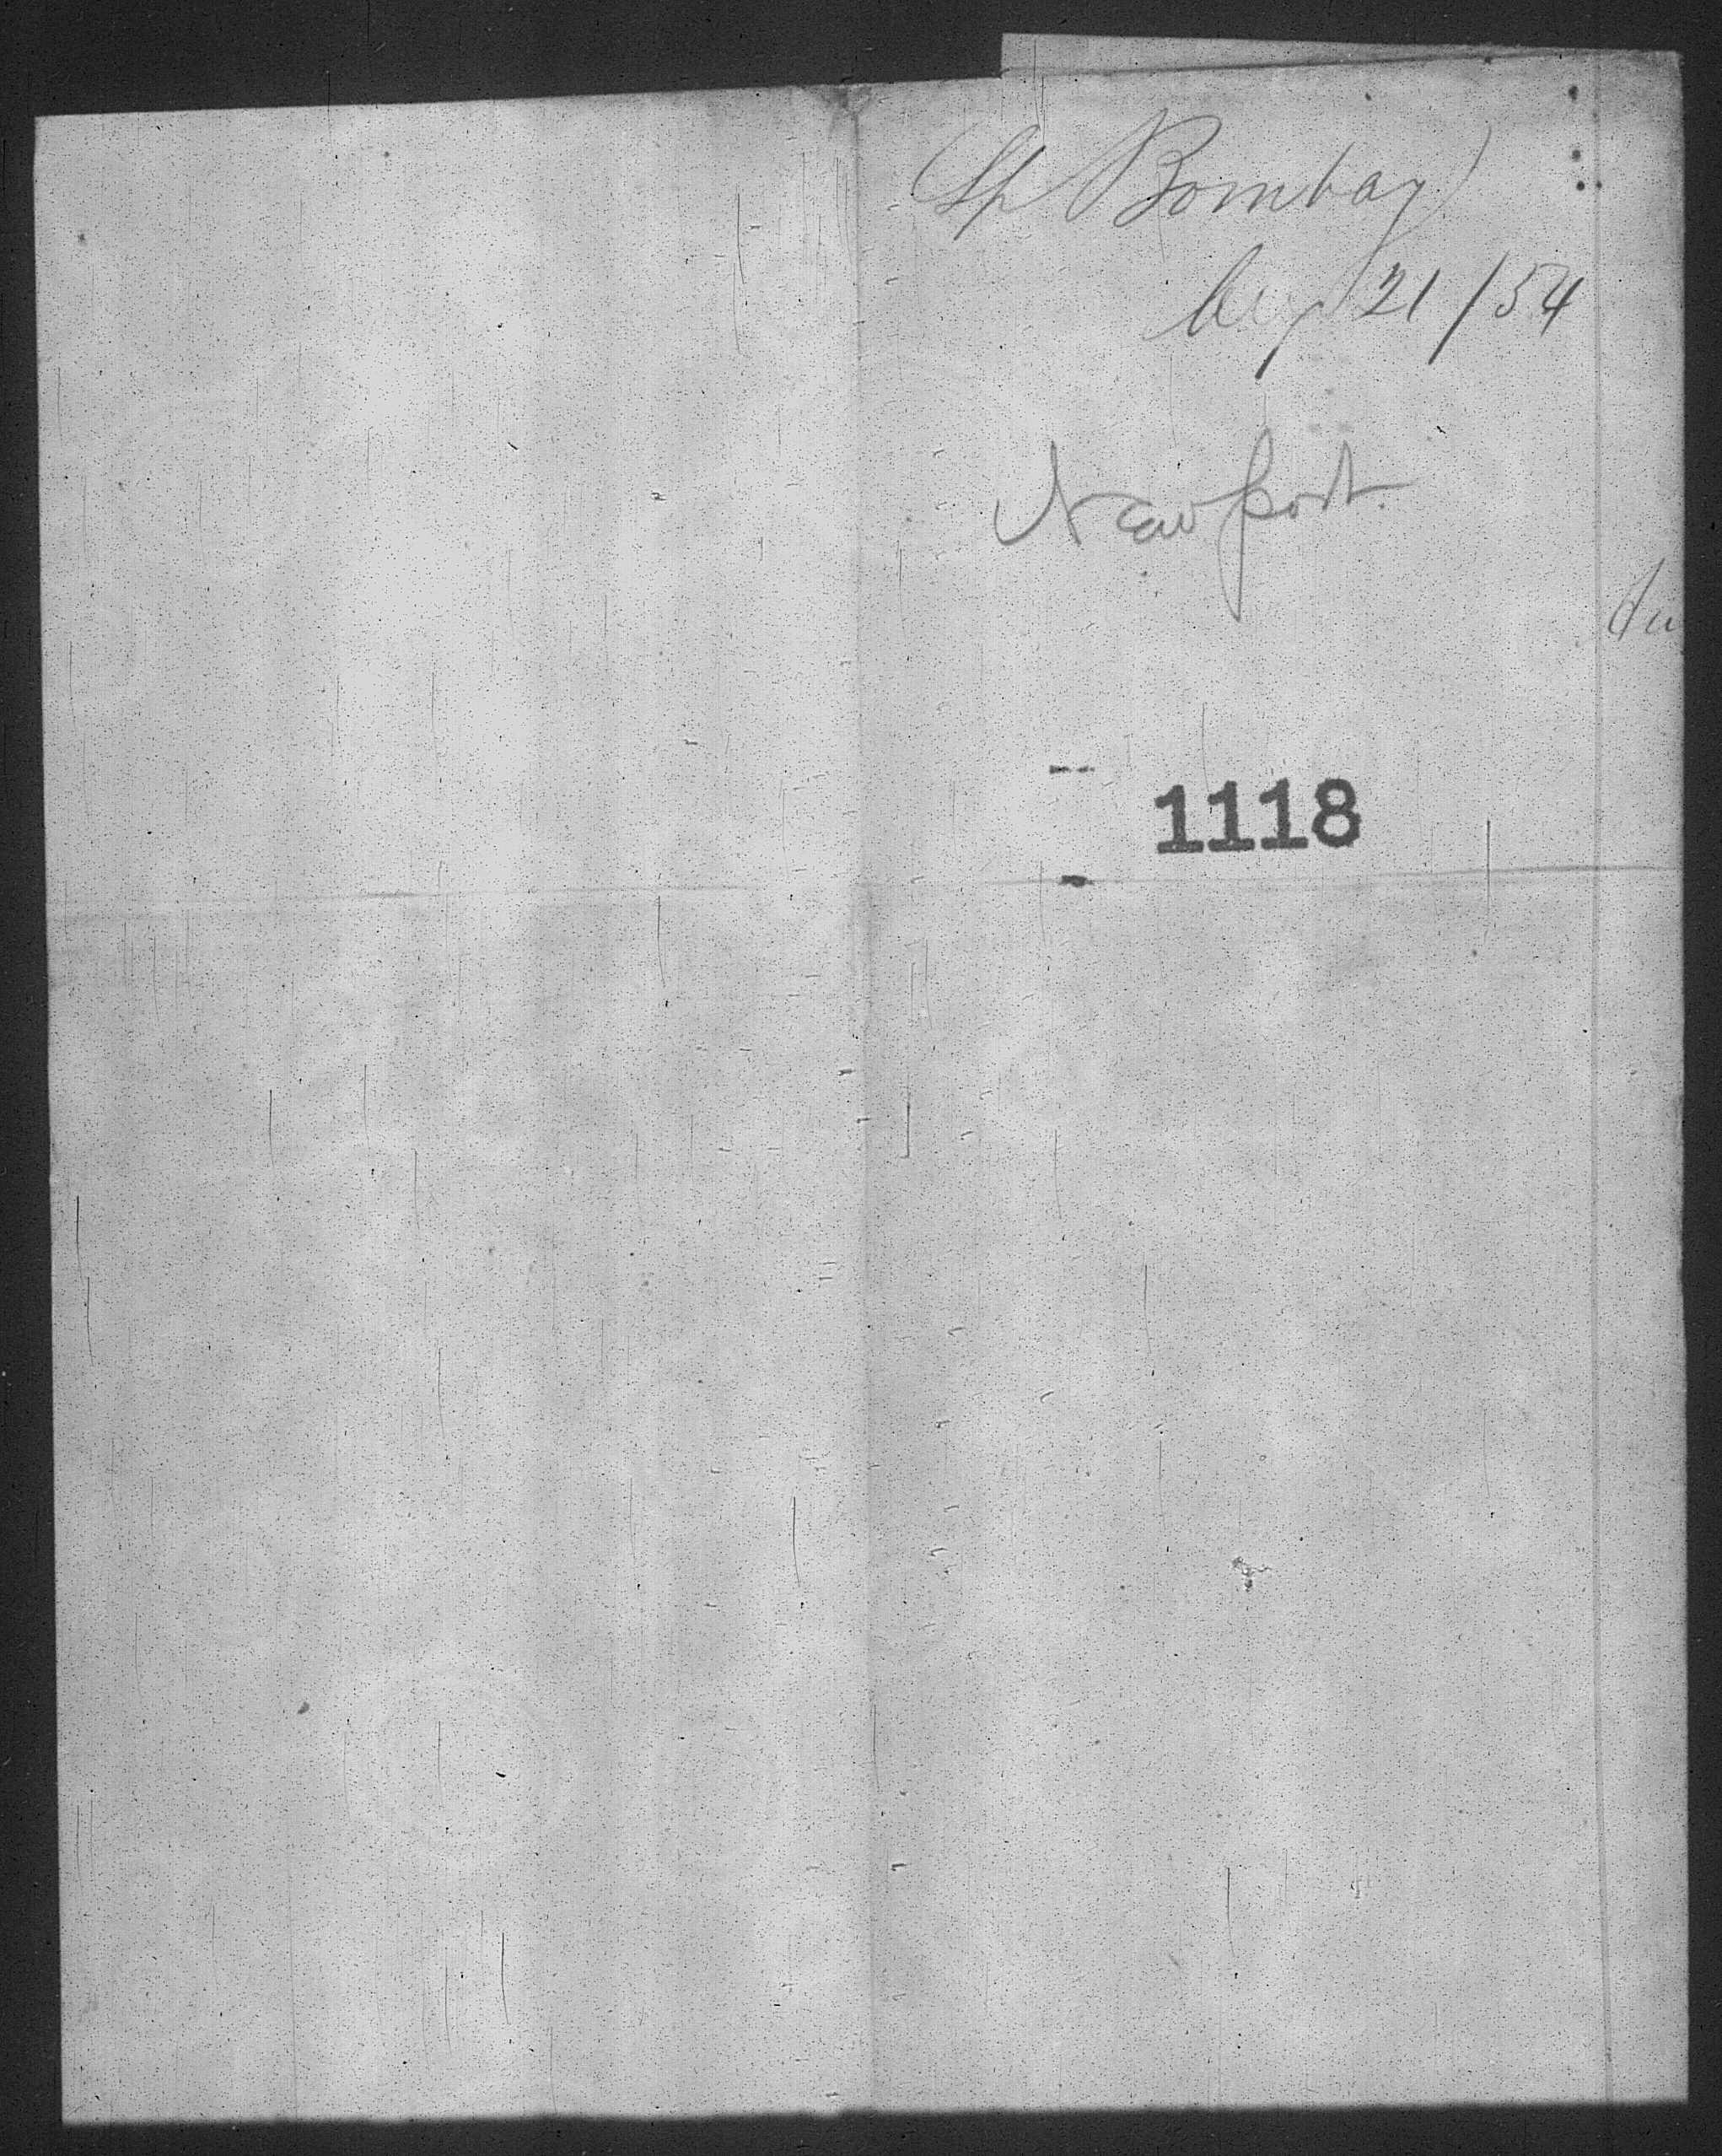 (Sp Bombay)
Aug 21/54
Newport.
1118